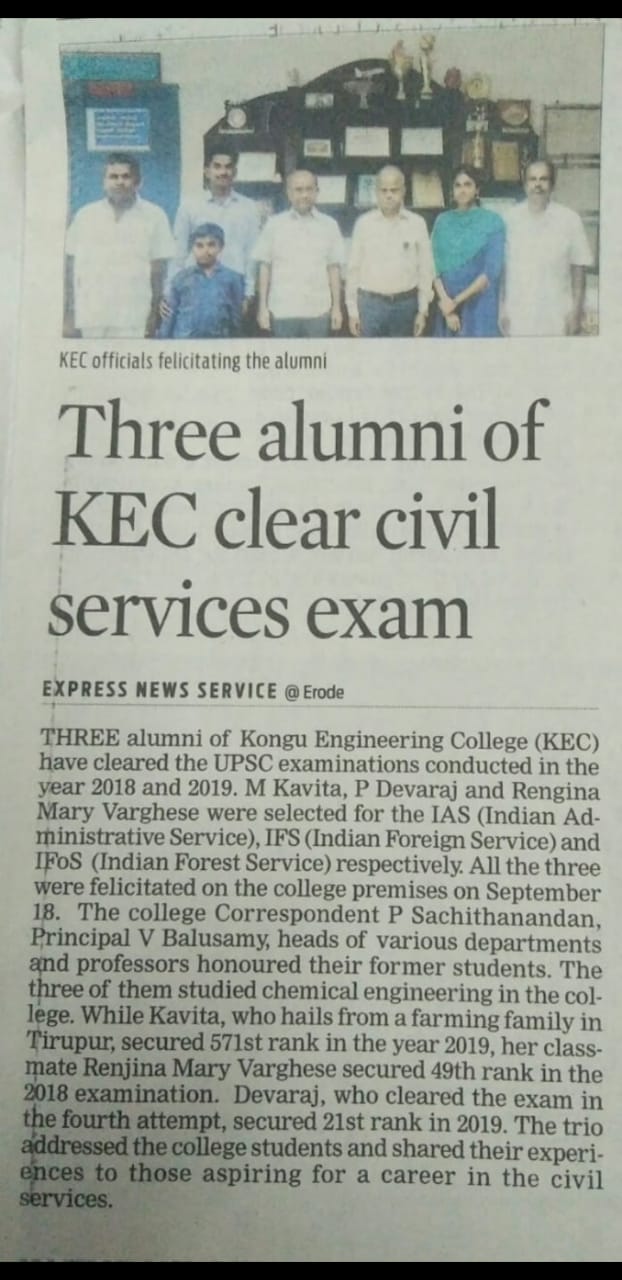 KEC officials felicitating the alumni
Three alumni of
KEC clear civil
services exam
EXPRESS NEWS SERVICE @ Erode
THREE alumni of Kongu Engineering College (KEC)
have cleared the UPSC examinations conducted in the
year 2018 and 2019. M Kavita, P Devaraj and Rengina
Mary Varghese were selected for the IAS (Indian Ad-
ministrative Service), IFS (Indian Foreign Service) and
IFoS (Indian Forest Service) respectively. All the three
were felicitated on the college premises on September
18. The college Correspondent P Sachithanandan,
Principal V Balusamy, heads of various departments
and professors honoured their former students. The
three of them studied chemical engineering in the col-
lege. While Kavita, who hails from a farming family in
Tirupur, secured 571st rank in the year 2019, her class-
mate Renjina Mary Varghese secured 49th rank in the
2018 examination. Devaraj, who cleared the exam in
the fourth attempt, secured 21st rank in 2019. The trio
addressed the college students and shared their experi-
ences to those aspiring for a career in the civil
services.